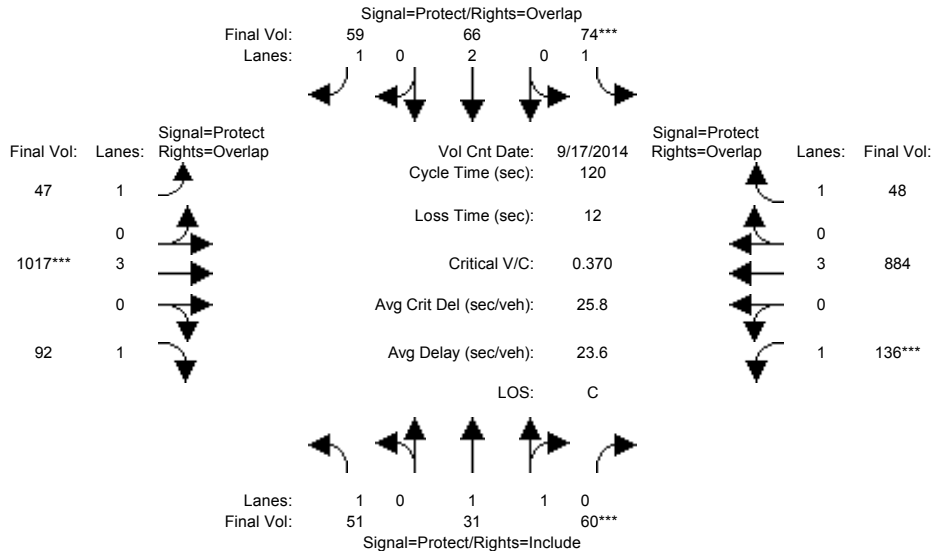 Signal=Protect/Rights=Overlap
Final Vol: 59 66 74***
Lanes: 1 0 2 0 1
Signal=Protect Signal=Protect
Final Vol: Lanes: Rights=Overlap Vol Cnt Date: 9/17/2014 Rights=Overlap Lanes: Final Vol:
Cycle Time (sec): 120
47 1 1 48
Loss Time (sec): 12
0 0
1017*** 3 Critical V/C: 0.370 3 884
0 Avg Crit Del (sec/veh): 25.8 0
92 1 Avg Delay (sec/veh): 23.6 1 136***
LOS: C
Lanes: 1 0 1 1 0
Final Vol: 51 31 60***
Signal=Protect/Rights=Include